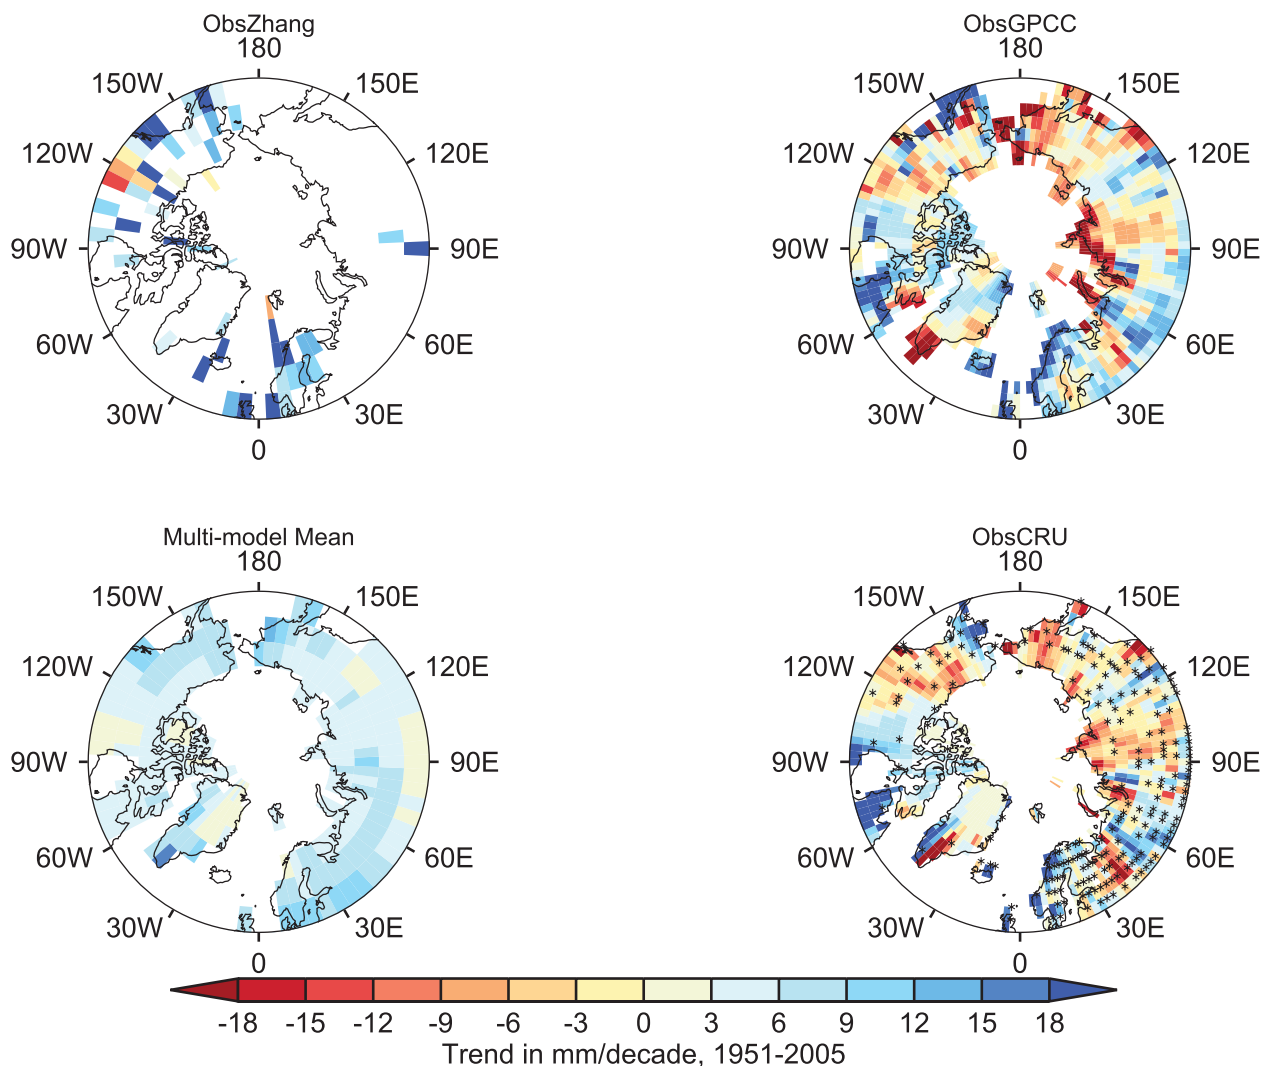 ObsZhang
180
150W
150E
120W
120E
90W
90E
60W
60E
30W
30E
0
ObsGPCC
180
150W
150E
120W
120E
90W
90E
60W
60E
30W
30E
0
Multi-model Mean
180
150W
150E
120W
120E
90W
90E
60W
60E
30W
30E
0
ObsCRU
180
150W
150E
120W
120E
90W
90E
60W
60E
30W
30E
0
-18 -15 -12 -9 -6 -3 0 3 6 9 12 15 18
Trend in mm/decade, 1951-2005